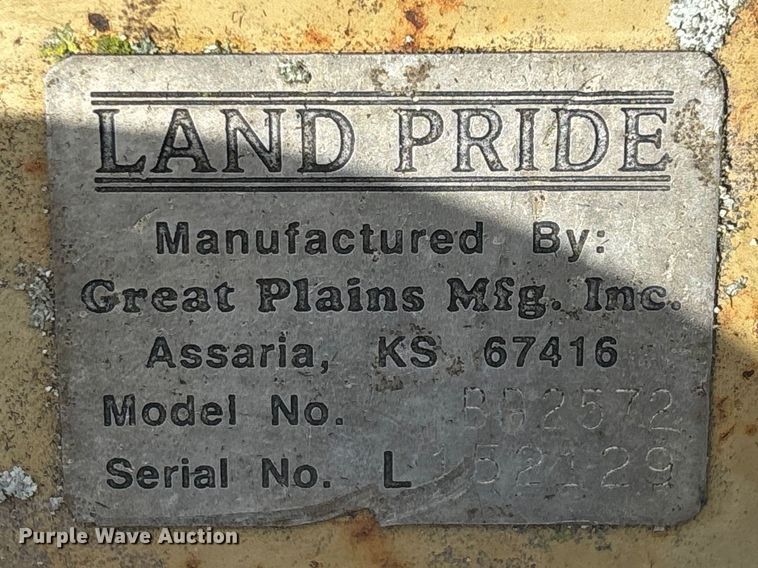 LAND PRIDE
Manufactured By:
Great Plains Mfg. Inc.
Assaria, KS 67416
Model No. BB2572
Serial No. L 152129
Purple Wave Auction